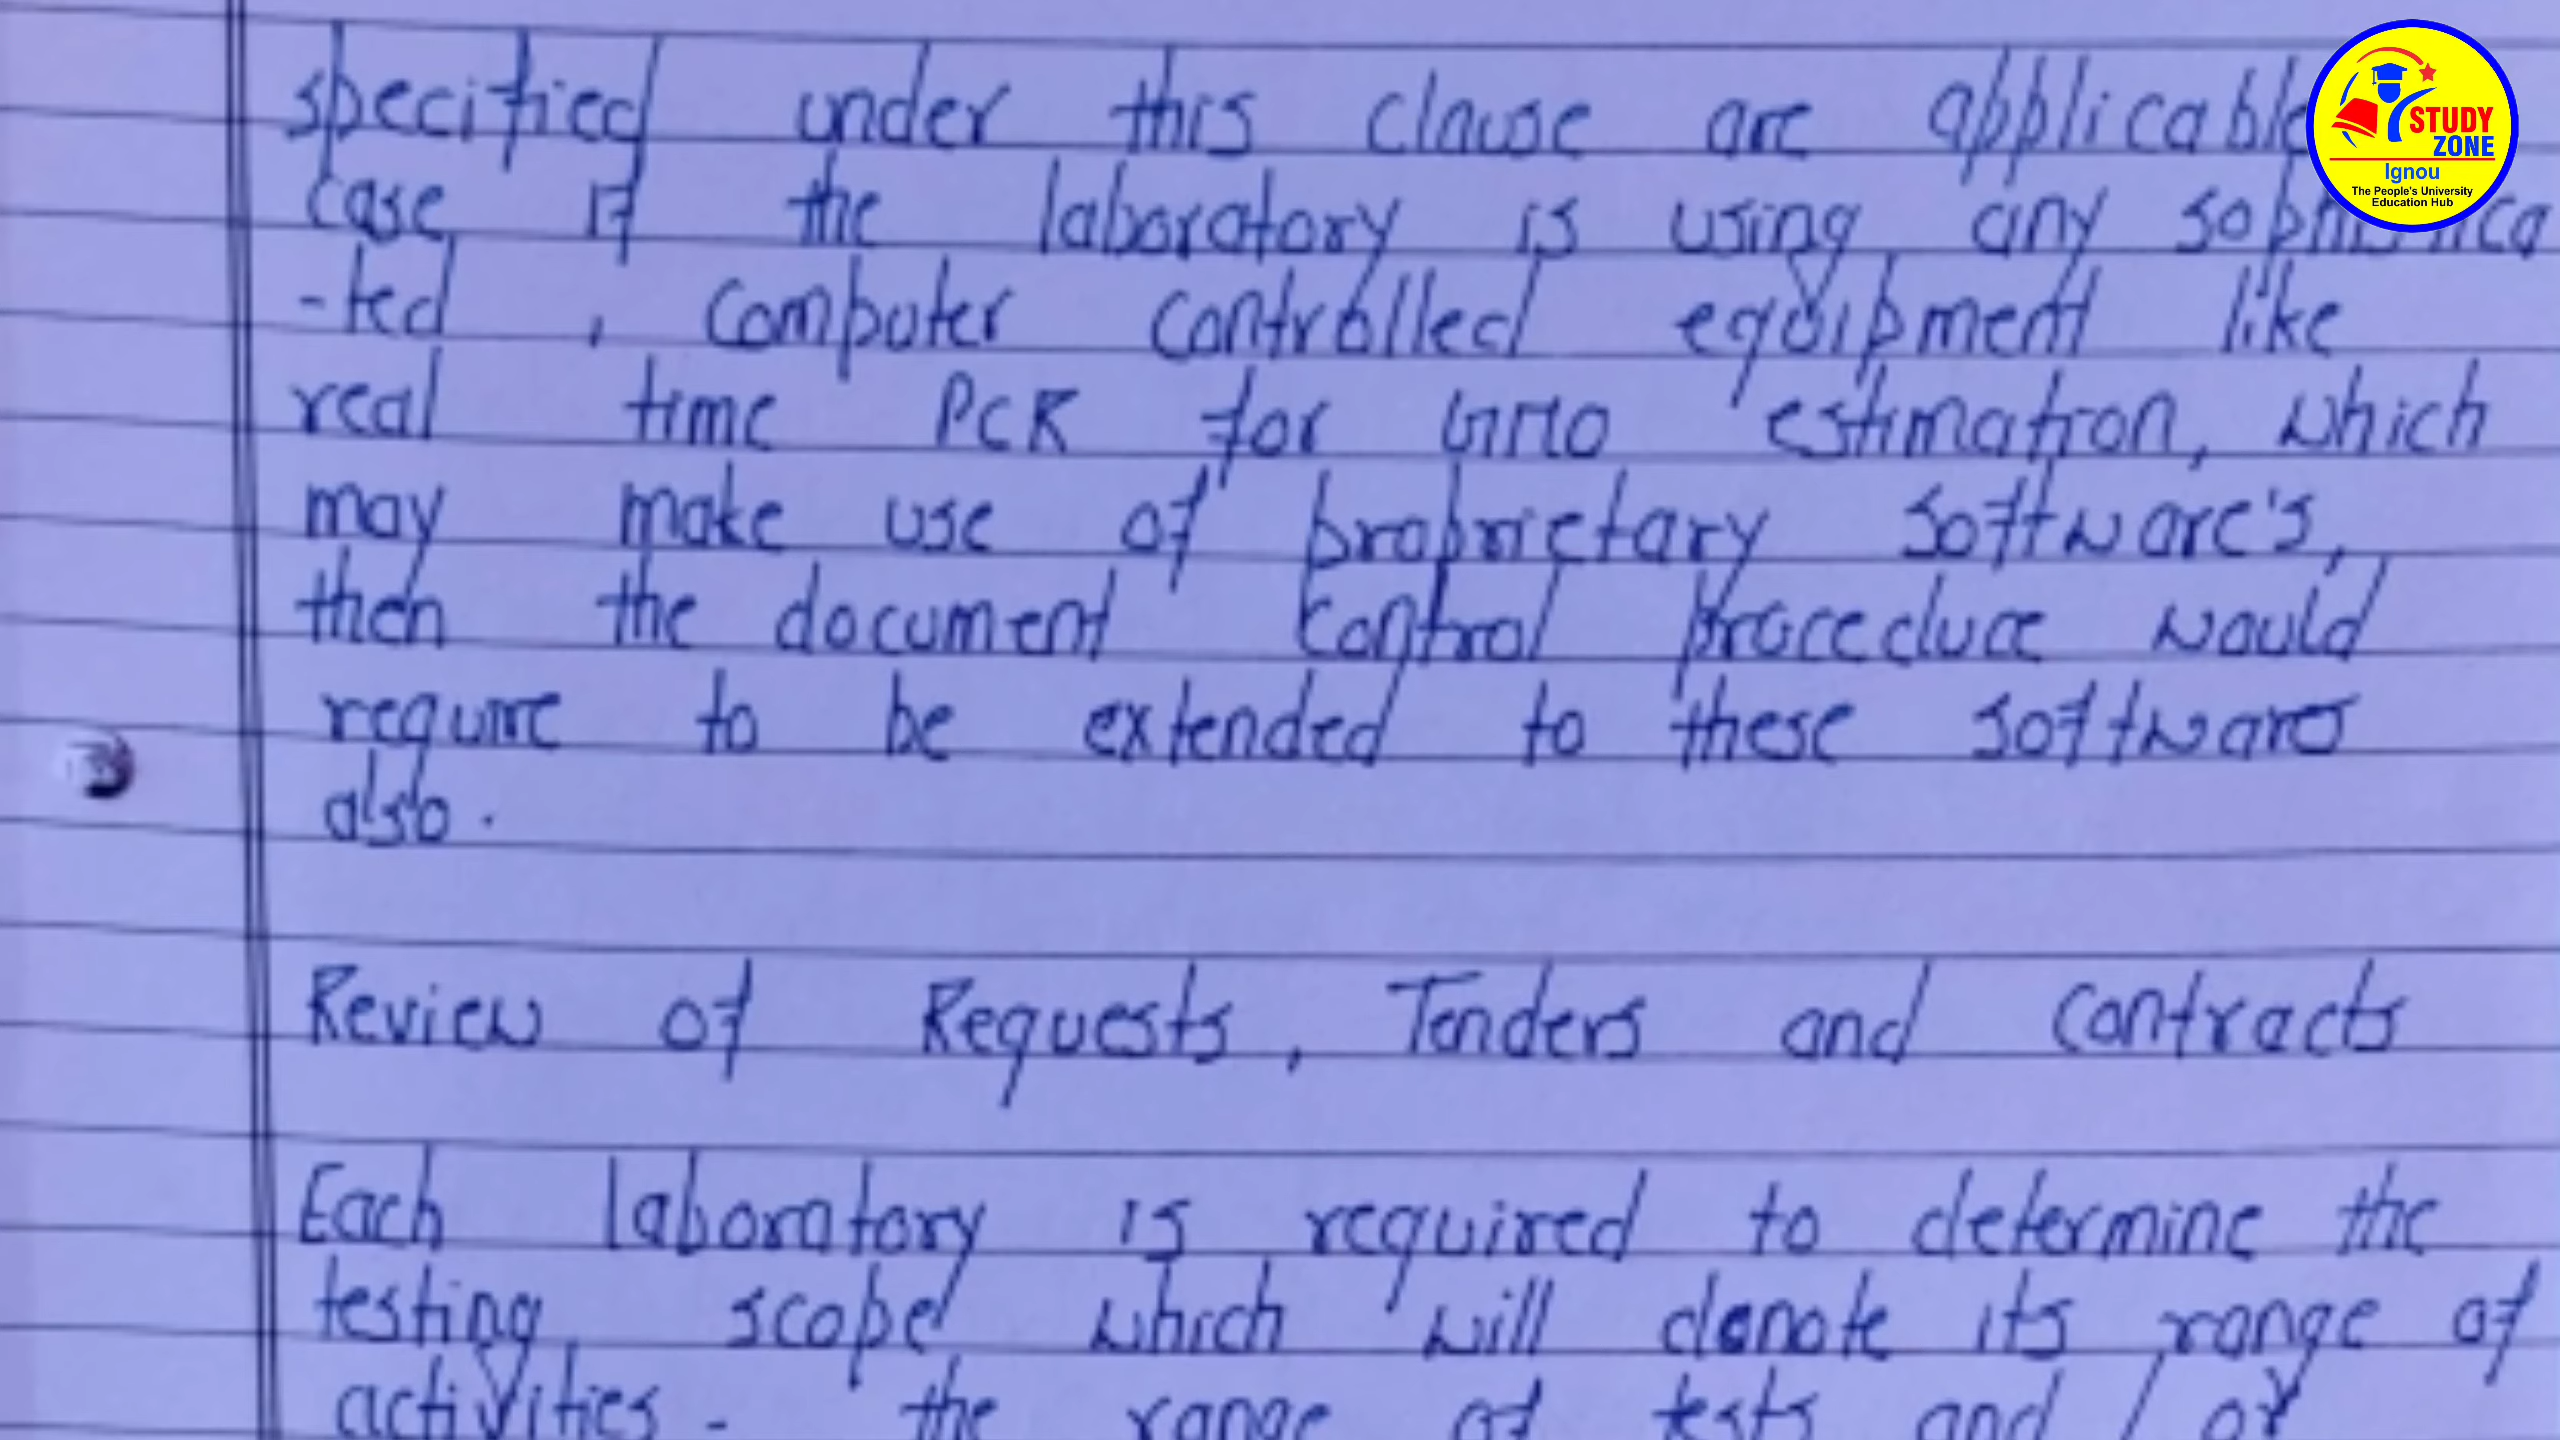 specified under this clause are applicable
case if the laboratory is using any sophistica
-ted , computer controlled equipment like
real time PCR for GMO estimation, which
may make use of proprietary software's,
then the document control procedure would
require to be extended to these software
also.
Review of Requests, Tenders and Contracts
Each laboratory is required to determine the
testing scope which will denote its range of
activities - the range of tests and / or
STUDY
ZONE
Ignou
The People's University
Education Hub